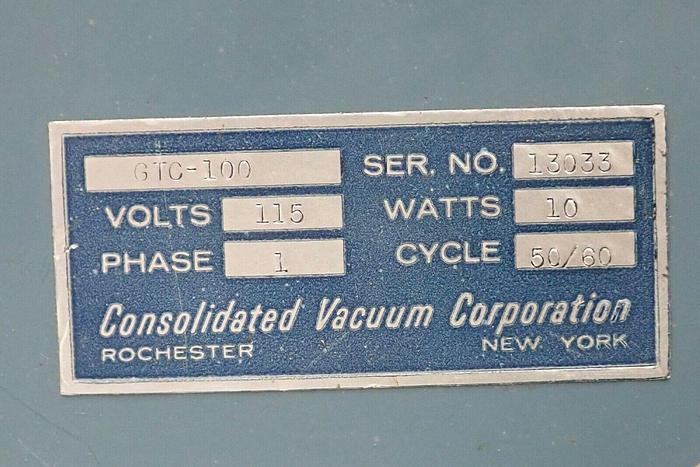 GTC-100 SER. NO. 13033
VOLTS 115 WATTS 10
PHASE 1 CYCLE 50/60
Consolidated Vacuum Corporation
ROCHESTER NEW YORK